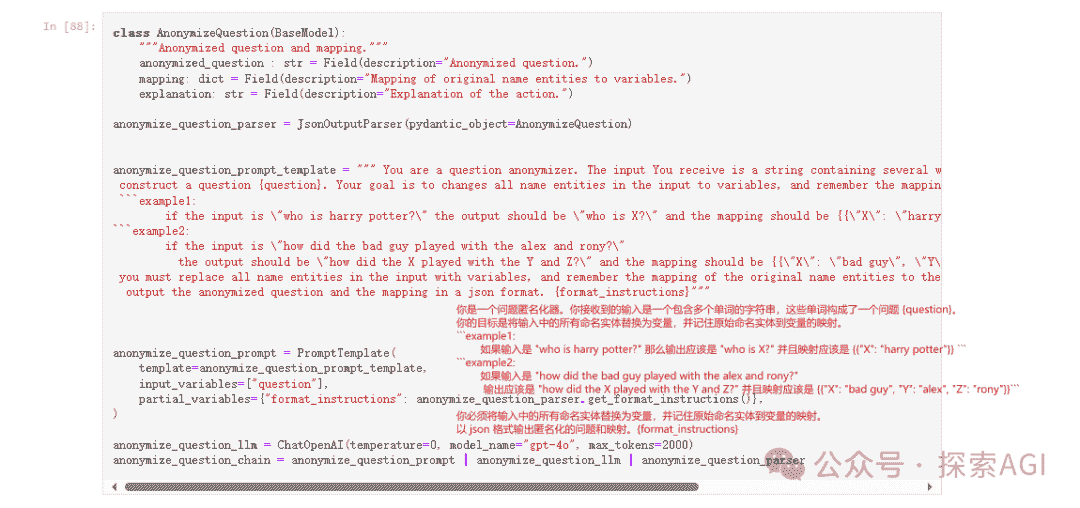 In [88]:
class AnonymizeQuestion(BaseModel):
"""Anonymized question and mapping."""
anonymized_question : str = Field(description="Anonymized question.")
mapping: dict = Field(description="Mapping of original name entities to variables.")
explanation: str = Field(description="Explanation of the action.")
anonymize_question_parser = JsonOutputParser(pydantic_object=AnonymizeQuestion)
anonymize_question_prompt_template = """ You are a question anonymizer. The input You receive is a string containing several w
construct a question {question}. Your goal is to changes all name entities in the input to variables, and remember the mappin
```example1:
if the input is \"who is harry potter?\" the output should be \"who is X?\" and the mapping should be {{\"X\": \"harry
```example2:
if the input is \"how did the bad guy played with the alex and rony?\"
the output should be \"how did the X played with the Y and Z?\" and the mapping should be {{\"X\": \"bad guy\", \"Y\
you must replace all name entities in the input with variables, and remember the mapping of the original name entities to the
output the anonymized question and the mapping in a json format. {format_instructions}"""
你是一个问题匿名化器。你接收到的输入是一个包含多个单词的字符串，这些单词构成了一个问题 {question}。
你的目标是将输入中的所有命名实体替换为变量，并记住原始命名实体到变量的映射。
```example1:
如果输入是 "who is harry potter?" 那么输出应该是 "who is X?" 并且映射应该是 {{"X": "harry potter"}} ```
```example2:
如果输入是 "how did the bad guy played with the alex and rony?"
输出应该是 "how did the X played with the Y and Z?" 并且映射应该是 {{"X": "bad guy", "Y": "alex", "Z": "rony"}}```
你必须将输入中的所有命名实体替换为变量，并记住原始命名实体到变量的映射。
以 json 格式输出匿名化的问题和映射。{format_instructions}
anonymize_question_prompt = PromptTemplate(
template=anonymize_question_prompt_template,
input_variables=["question"],
partial_variables={"format_instructions": anonymize_question_parser.get_format_instructions()},
)
anonymize_question_llm = ChatOpenAI(temperature=0, model_name="gpt-4o", max_tokens=2000)
anonymize_question_chain = anonymize_question_prompt | anonymize_question_llm | anonymize_question_parser
公众号 · 探索AGI